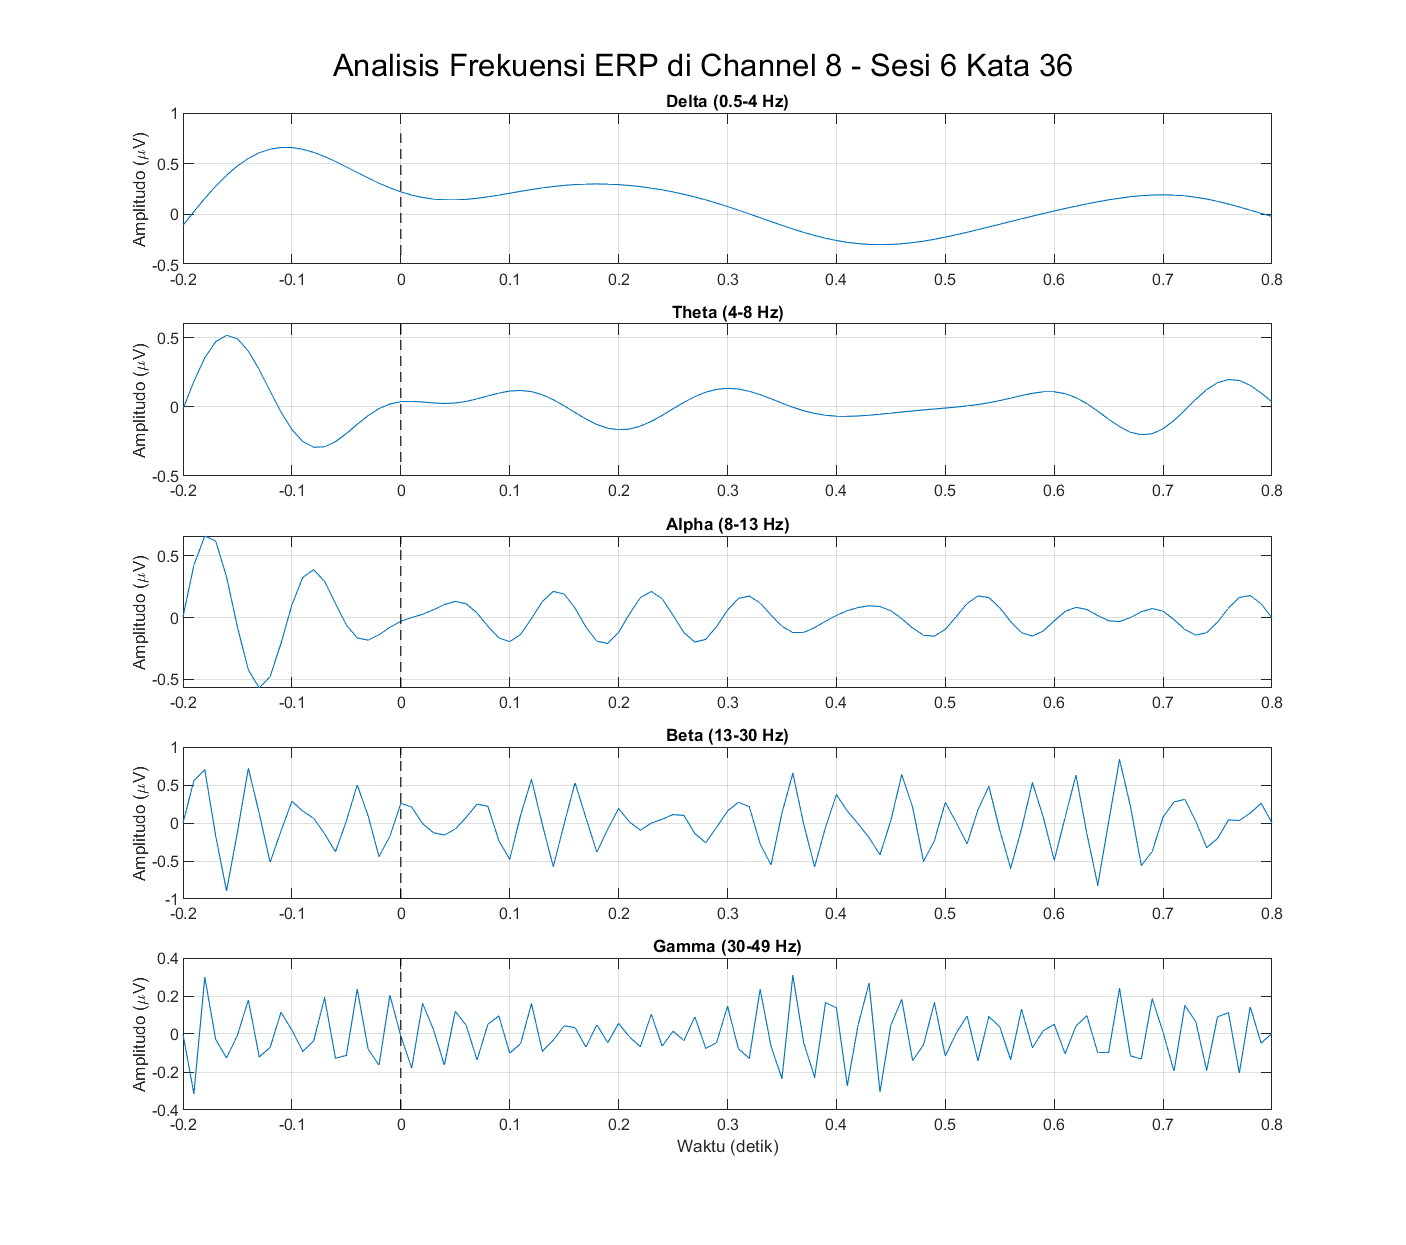 Analisis Frekuensi ERP di Channel 8 - Sesi 6 Kata 36
Delta (0.5-4 Hz)
Amplitudo (μV)
1
0.5
0
-0.5
-0.2 -0.1 0 0.1 0.2 0.3 0.4 0.5 0.6 0.7 0.8
Theta (4-8 Hz)
Amplitudo (μV)
0.5
0
-0.5
-0.2 -0.1 0 0.1 0.2 0.3 0.4 0.5 0.6 0.7 0.8
Alpha (8-13 Hz)
Amplitudo (μV)
0.5
0
-0.5
-0.2 -0.1 0 0.1 0.2 0.3 0.4 0.5 0.6 0.7 0.8
Beta (13-30 Hz)
Amplitudo (μV)
1
0.5
0
-0.5
-1
-0.2 -0.1 0 0.1 0.2 0.3 0.4 0.5 0.6 0.7 0.8
Gamma (30-49 Hz)
Amplitudo (μV)
0.4
0.2
0
-0.2
-0.4
-0.2 -0.1 0 0.1 0.2 0.3 0.4 0.5 0.6 0.7 0.8
Waktu (detik)